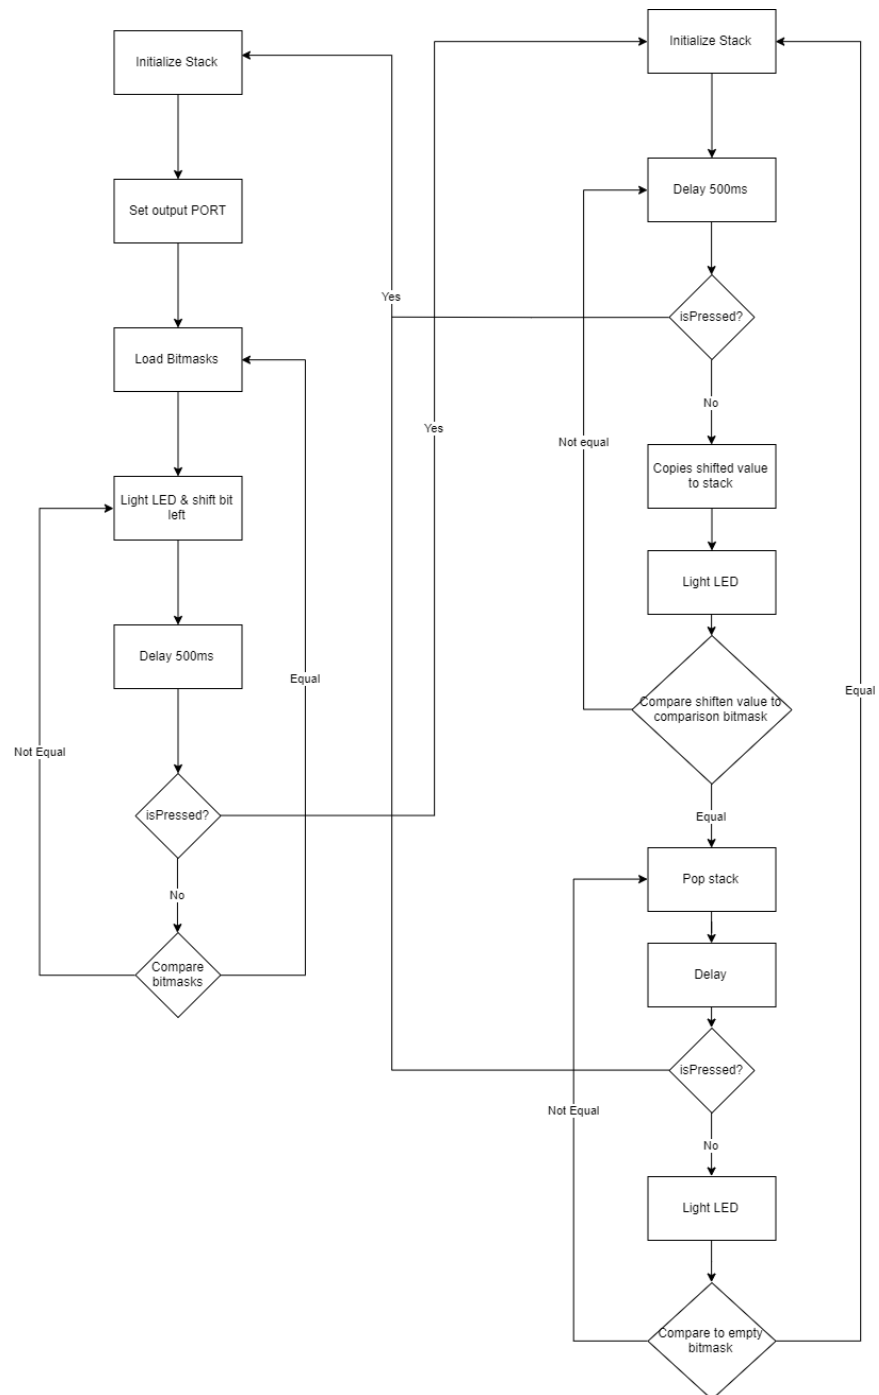 Initialize Stack
Set output PORT
Load Bitmasks
Light LED & shift bit
left
Delay 500ms
isPressed?
No
Compare
bitmasks
Not Equal
Equal
Yes
Yes
Initialize Stack
Delay 500ms
isPressed?
No
Not equal
Copies shifted value
to stack
Light LED
Compare shiften value to
comparison bitmask
Equal
Equal
Pop stack
Delay
isPressed?
Not Equal
No
Light LED
Compare to empty
bitmask